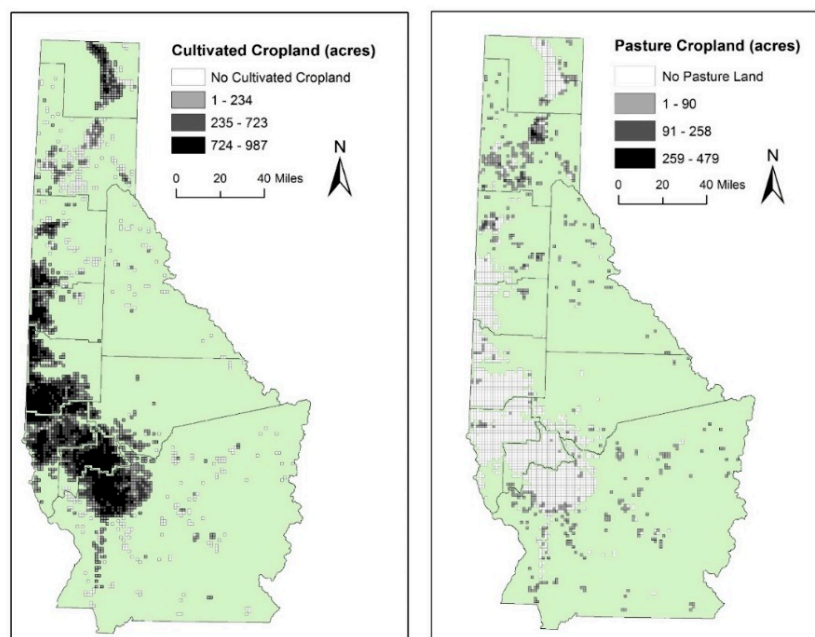 Cultivated Cropland (acres)
No Cultivated Cropland
1 - 234
235 - 723
724 - 987
N
0 20 40 Miles
Pasture Cropland (acres)
No Pasture Land
1 - 90
91 - 258
259 - 479
N
0 20 40 Miles